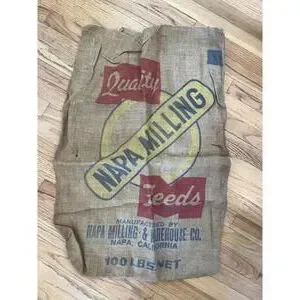 Quality
NAPA MILLING
Feeds
MANUFACTURED BY
NAPA MILLING & WAREHOUSE CO.
NAPA, CALIFORNIA
100 LBS. NET